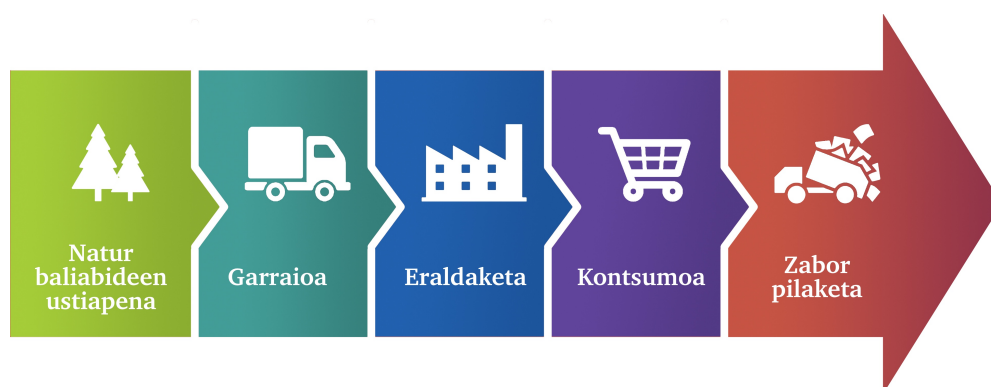 Natur
baliabideen
ustiapena
Garraioa
Eraldaketa
Kontsumoa
Zabor
pilaketa